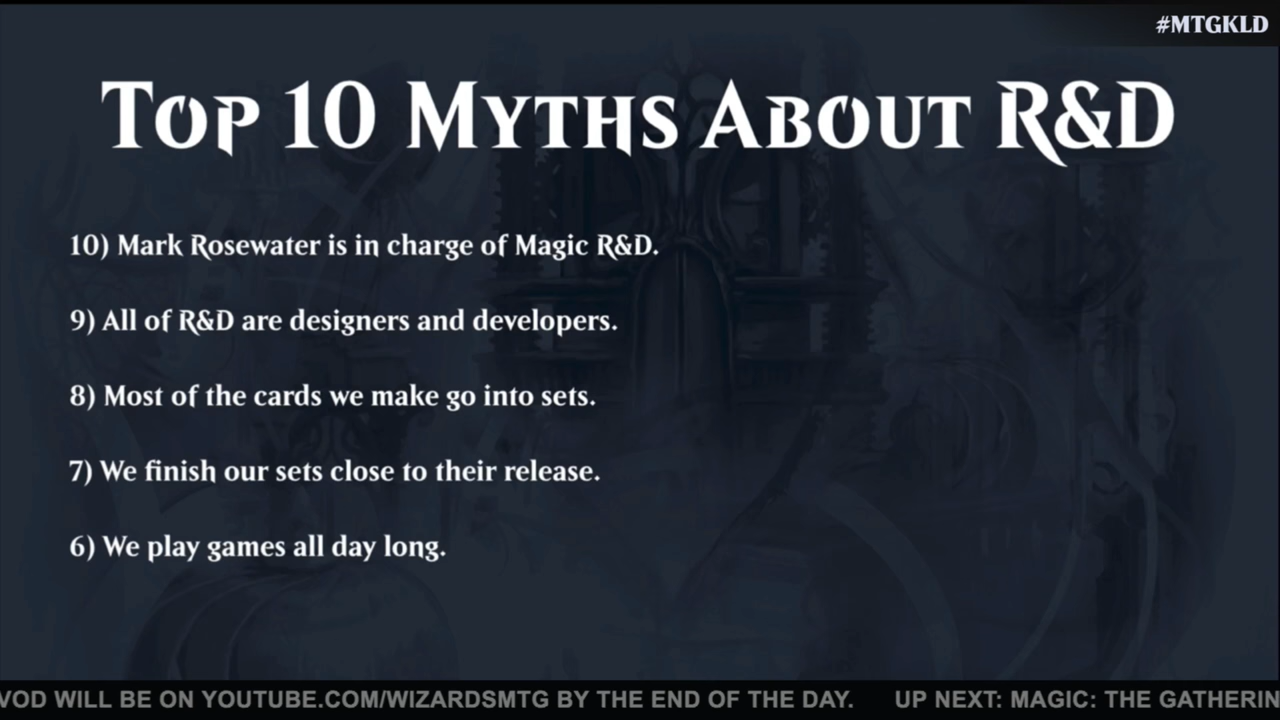 #MTGKLD
Top 10 Myths About R&D
10) Mark Rosewater is in charge of Magic R&D.
9) All of R&D are designers and developers.
8) Most of the cards we make go into sets.
7) We finish our sets close to their release.
6) We play games all day long.
VOD WILL BE ON YOUTUBE.COM/WIZARDSMTG BY THE END OF THE DAY. UP NEXT: MAGIC: THE GATHERIN